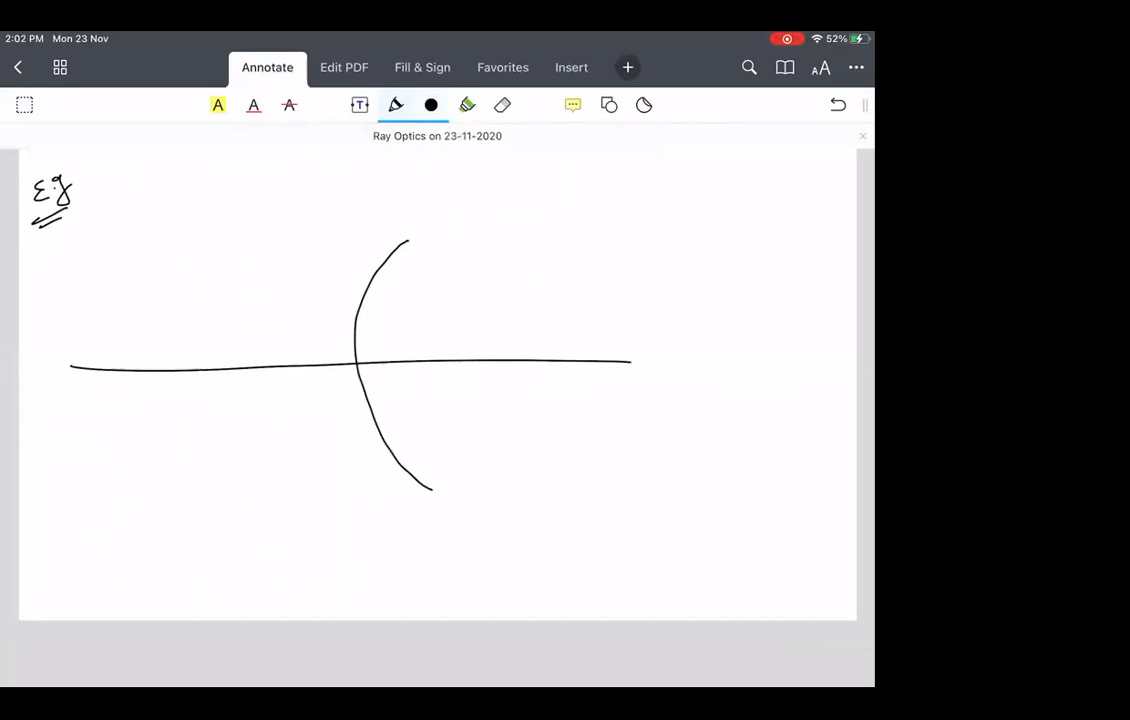 2:02 PM Mon 23 Nov
52%
Annotate Edit PDF Fill & Sign Favorites Insert
AA
A A A T
Ray Optics on 23-11-2020
E.g